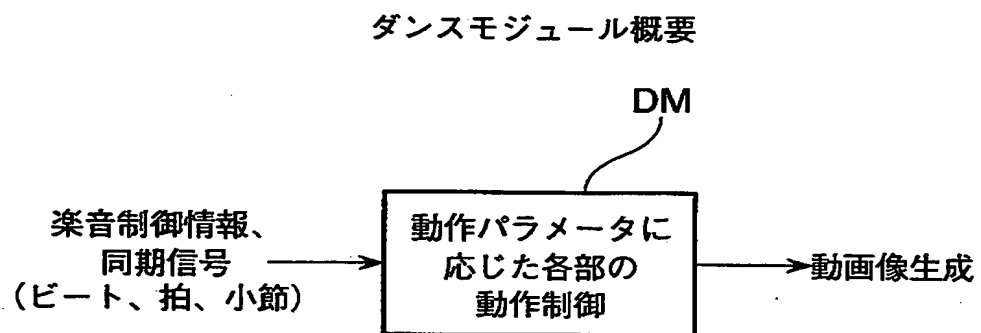 ダンスモジュール概要
DM
楽音制御情報、
同期信号
（ビート、拍、小節）
動作パラメータに
応じた各部の
動作制御
動画像生成